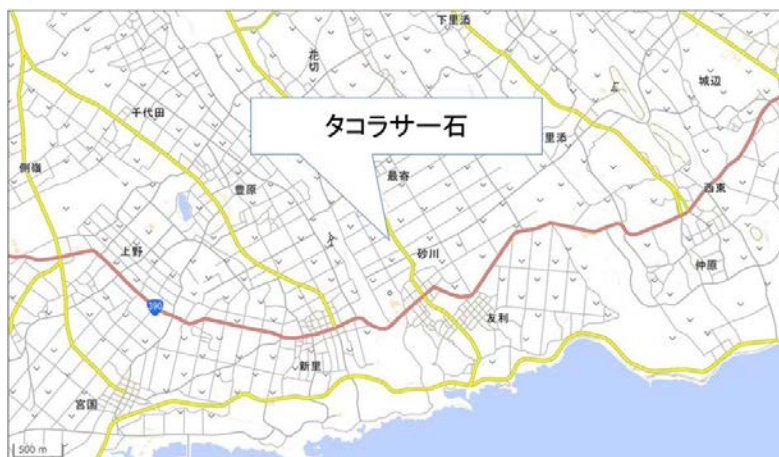 下里添
花切
城辺
千代田
タコラサー石
里添
側嶺
最寄
豊原
西東
上野
砂川
仲原
390
友利
新里
宮国
500 m